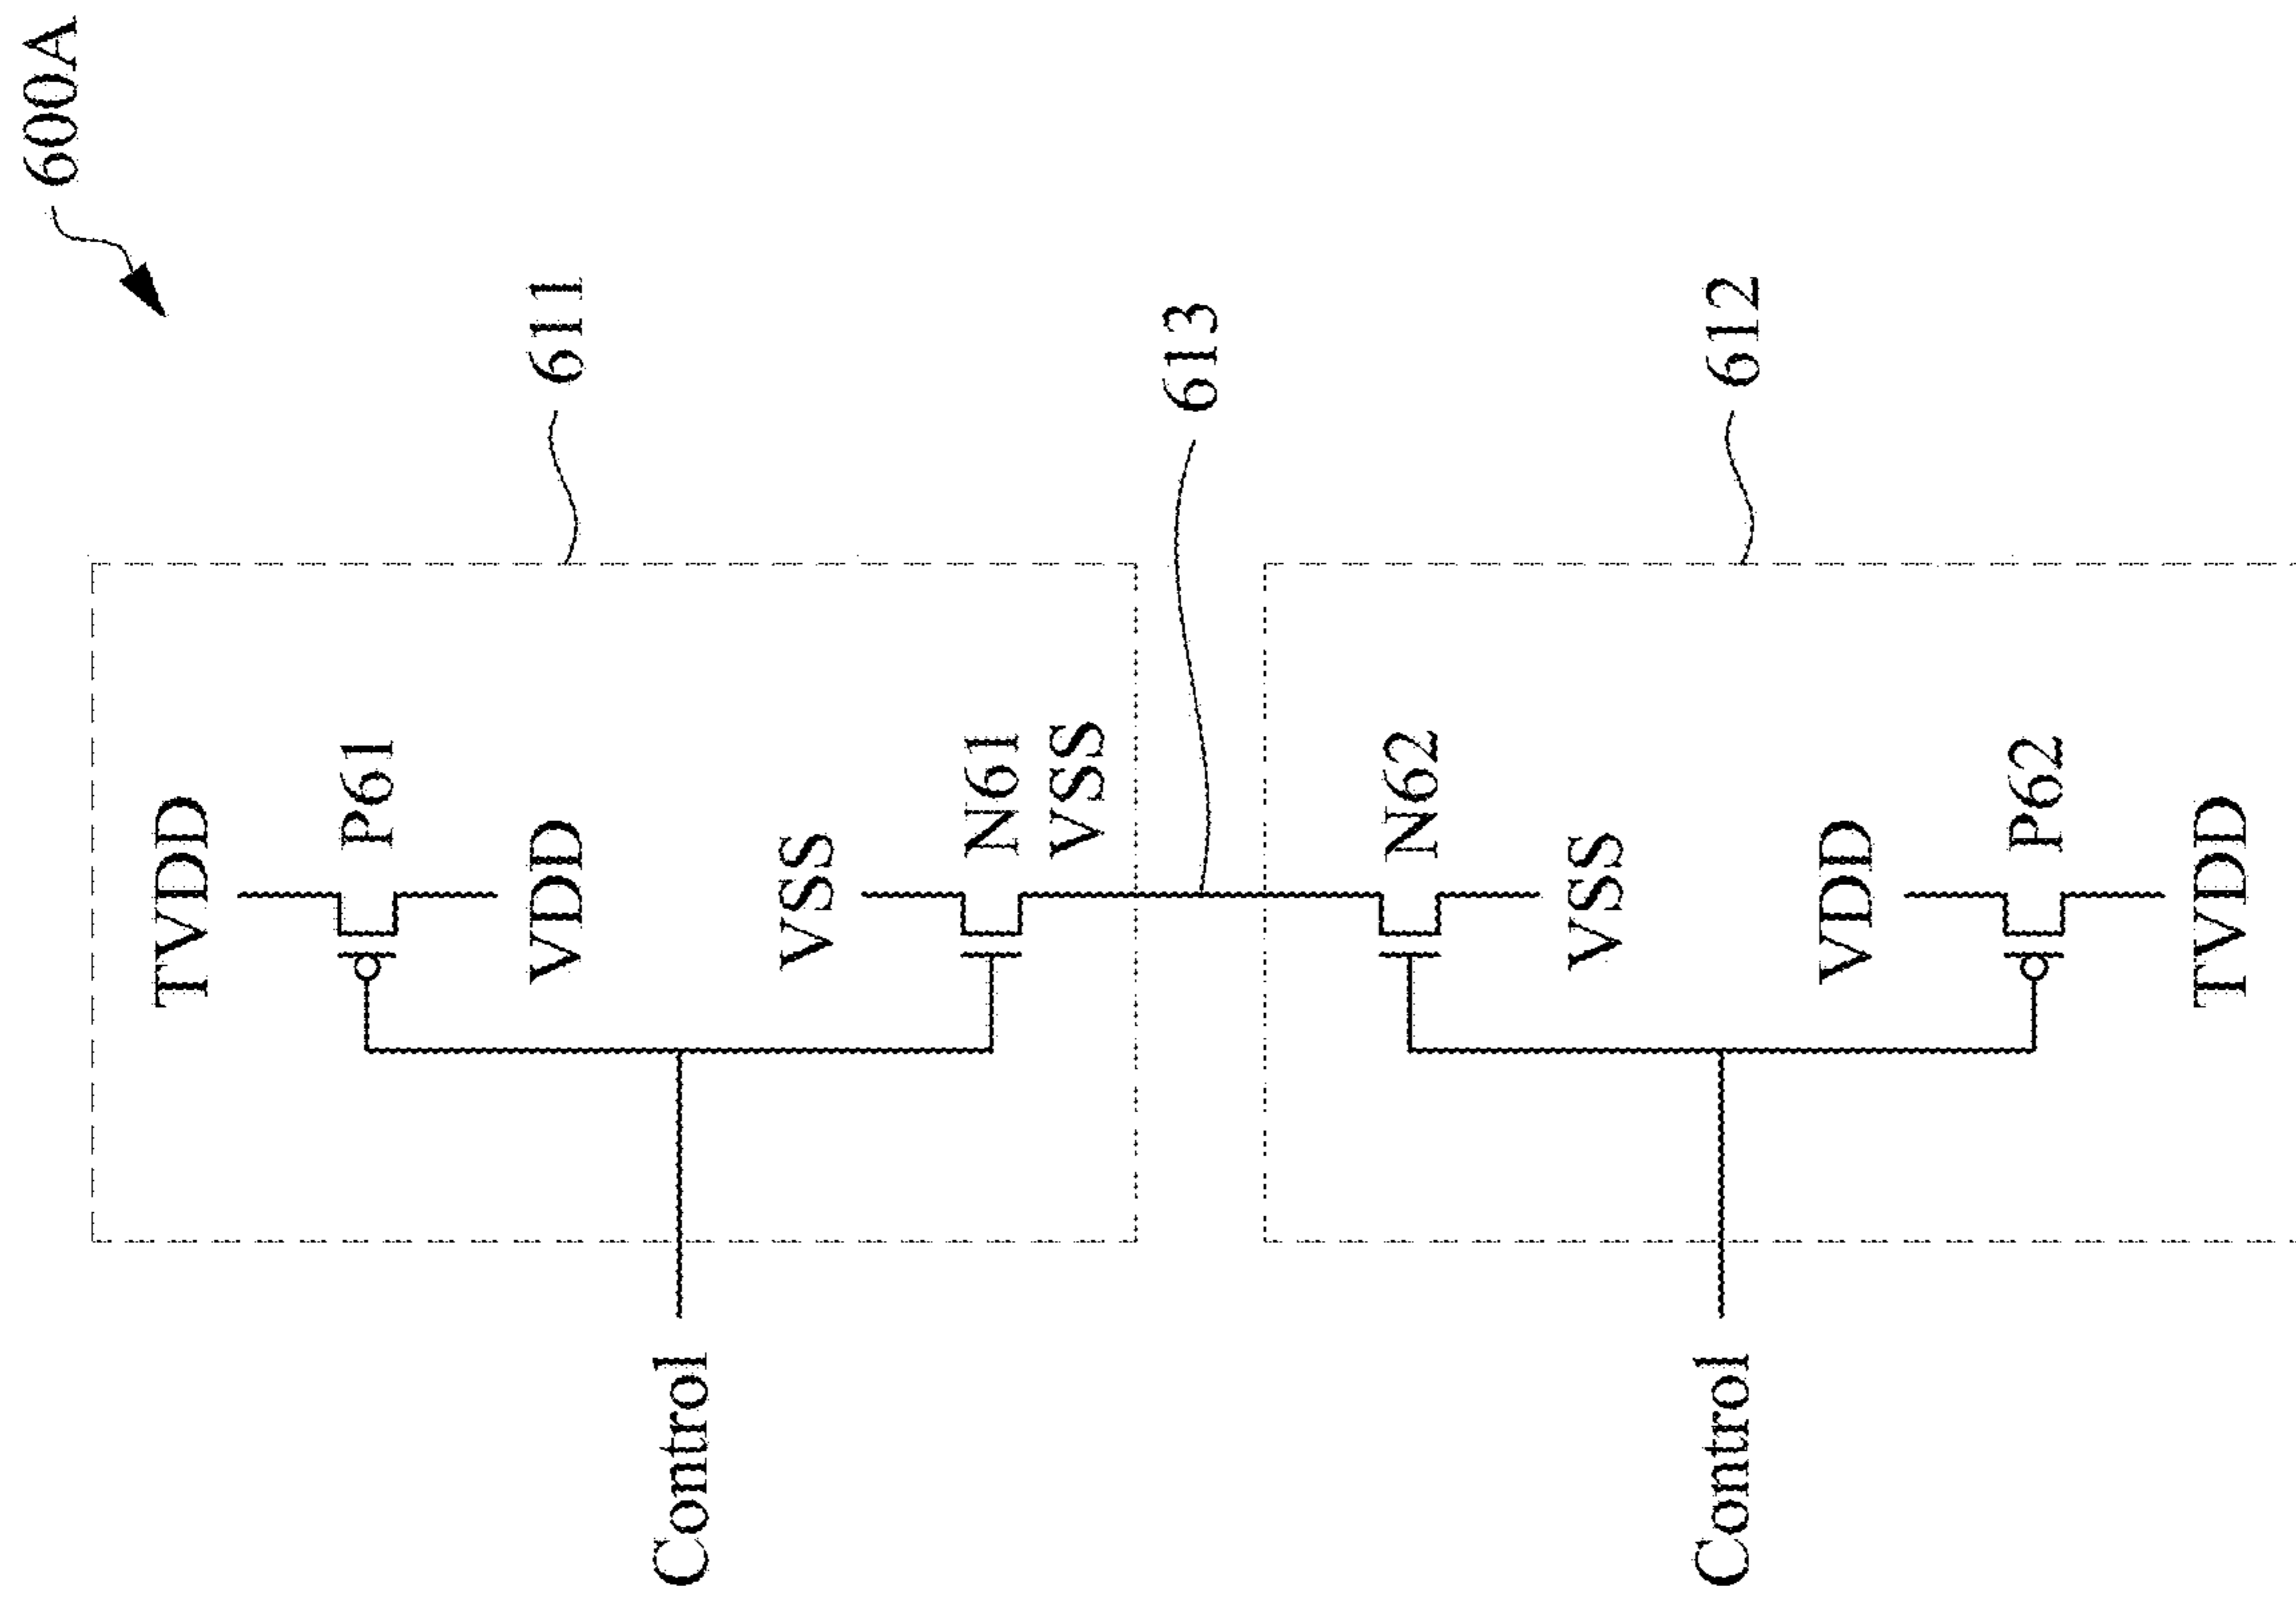 600A
611
613
612
TVDD
P61
VDD
VSS
N61
VSS
N62
VSS
VDD
P62
TVDD
Control
Control